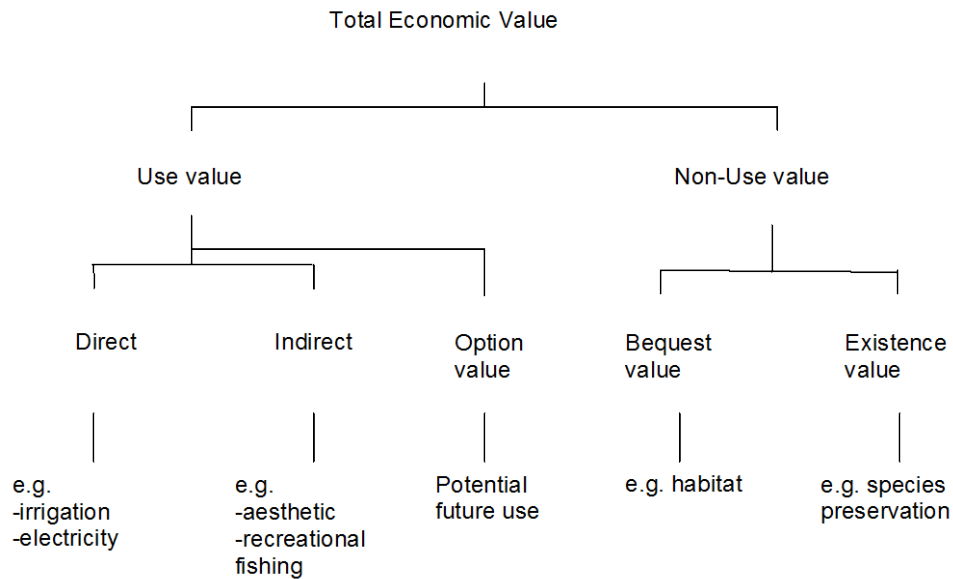 Total Economic Value
Use value
Non-Use value
Direct
Indirect
Option
value
Bequest
value
Existence
value
e.g.
-irrigation
-electricity
e.g.
-aesthetic
-recreational
fishing
Potential
future use
e.g. habitat
e.g. species
preservation